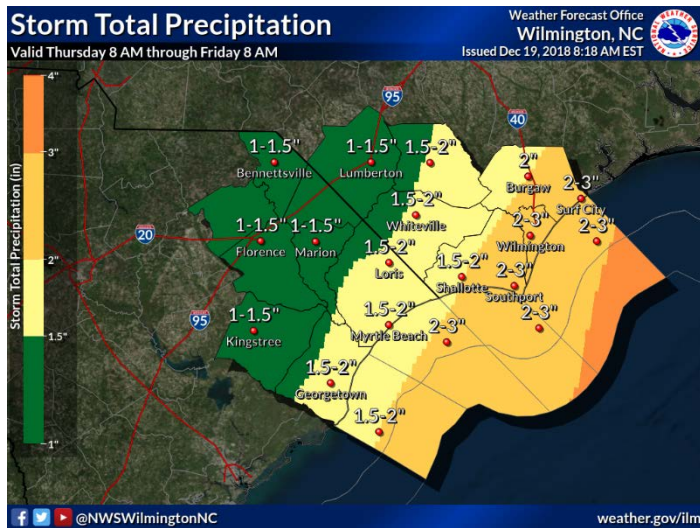 Storm Total Precipitation
Valid Thursday 8 AM through Friday 8 AM
Weather Forecast Office
Wilmington, NC
Issued Dec 19, 2018 8:18 AM EST
NATIONAL WEATHER SERVICE
Storm Total Precipitation (in)
4"
3"
2"
1.5"
1"
95
40
20
95
1-1.5"
Bennettsville
1-1.5"
Lumberton
1.5-2"
2"
Burgaw
2-3"
Surf City
1.5-2"
Whiteville
2-3"
Wilmington
2-3"
1-1.5"
Florence
1-1.5"
Marion
1.5-2"
Loris
1.5-2"
Shallotte
2-3"
Southport
1-1.5"
Kingstree
1.5-2"
Myrtle Beach
2-3"
2-3"
1.5-2"
Georgetown
1.5-2"
@NWSWilmingtonNC
weather.gov/ilm